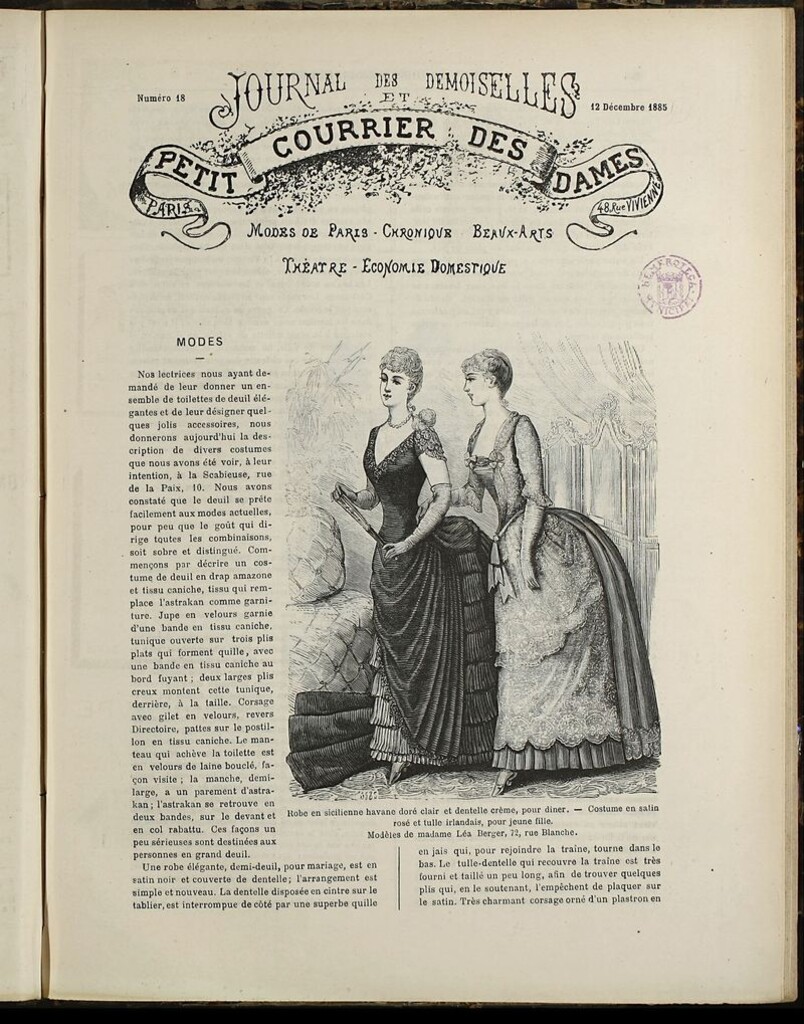 Numéro 18
JOURNAL DES DEMOISELLES
12 Décembre 1885
ET
PETIT COURRIER DES DAMES
PARIS
48, Rue VIVIENNE
MODES DE PARIS - CHRONIQUE BEAUX-ARTS
THÉATRE - ECONOMIE DOMESTIQUE
MODES
Nos lectrices nous ayant de-
mandé de leur donner un en-
semble de toilettes de deuil élé-
gantes et de leur désigner quel-
ques jolis accessoires, nous
donnerons aujourd'hui la des-
cription de divers costumes
que nous avons été voir, à leur
intention, à la Scabieuse, rue
de la Paix, 10. Nous avons
constaté que le deuil se prête
facilement aux modes actuelles,
pour peu que le goût qui di-
rige toutes les combinaisons,
soit sobre et distingué. Com-
mençons par décrire un cos-
tume de deuil en drap amazone
et tissu caniche, tissu qui rem-
place l'astrakan comme garni-
ture. Jupe en velours garnie
d'une bande en tissu caniche,
tunique ouverte sur trois plis
plats qui forment quille, avec
une bande en tissu caniche au
bord fuyant; deux larges plis
creux montent cette tunique,
derrière, à la taille. Corsage
avec gilet en velours, revers
Directoire, pattes sur le postil-
lon en tissu caniche. Le man-
teau qui achève la toilette est
en velours de laine bouclé, fa-
çon visite; la manche, demi-
large, a un parement d'astra-
kan; l'astrakan se retrouve en
deux bandes, sur le devant et
en col rabattu. Ces façons un
peu sérieuses sont destinées aux
personnes en grand deuil.
Une robe élégante, demi-deuil, pour mariage, est en
satin noir et couverte de dentelle; l'arrangement est
simple et nouveau. La dentelle disposée en cintre sur le
tablier, est interrompue de côté par une superbe quille
Robe en sicilienne havane doré clair et dentelle crème, pour diner. — Costume en satin
rosé et tulle irlandais, pour jeune fille.
Modèles de madame Léa Berger, 72, rue Blanche.
en jais qui, pour rejoindre la traine, tourne dans le
bas. Le tulle-dentelle qui recouvre la traine est très
fourni et taillé un peu long, afin de trouver quelques
plis qui, en le soutenant, l'empêchent de plaquer sur
le satin. Très charmant corsage orné d'un plastron en